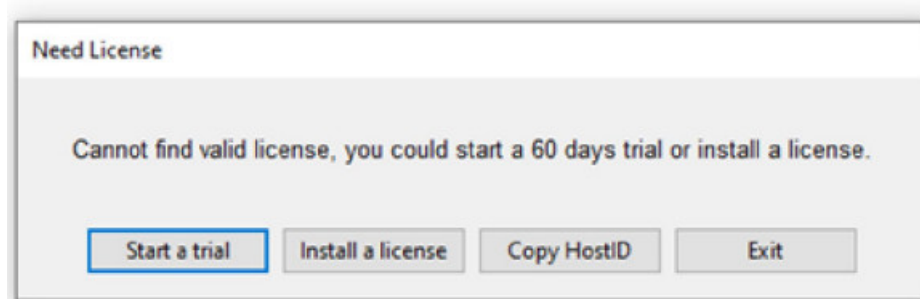 Need License
Cannot find valid license, you could start a 60 days trial or install a license.
Start a trial Install a license Copy HostID Exit